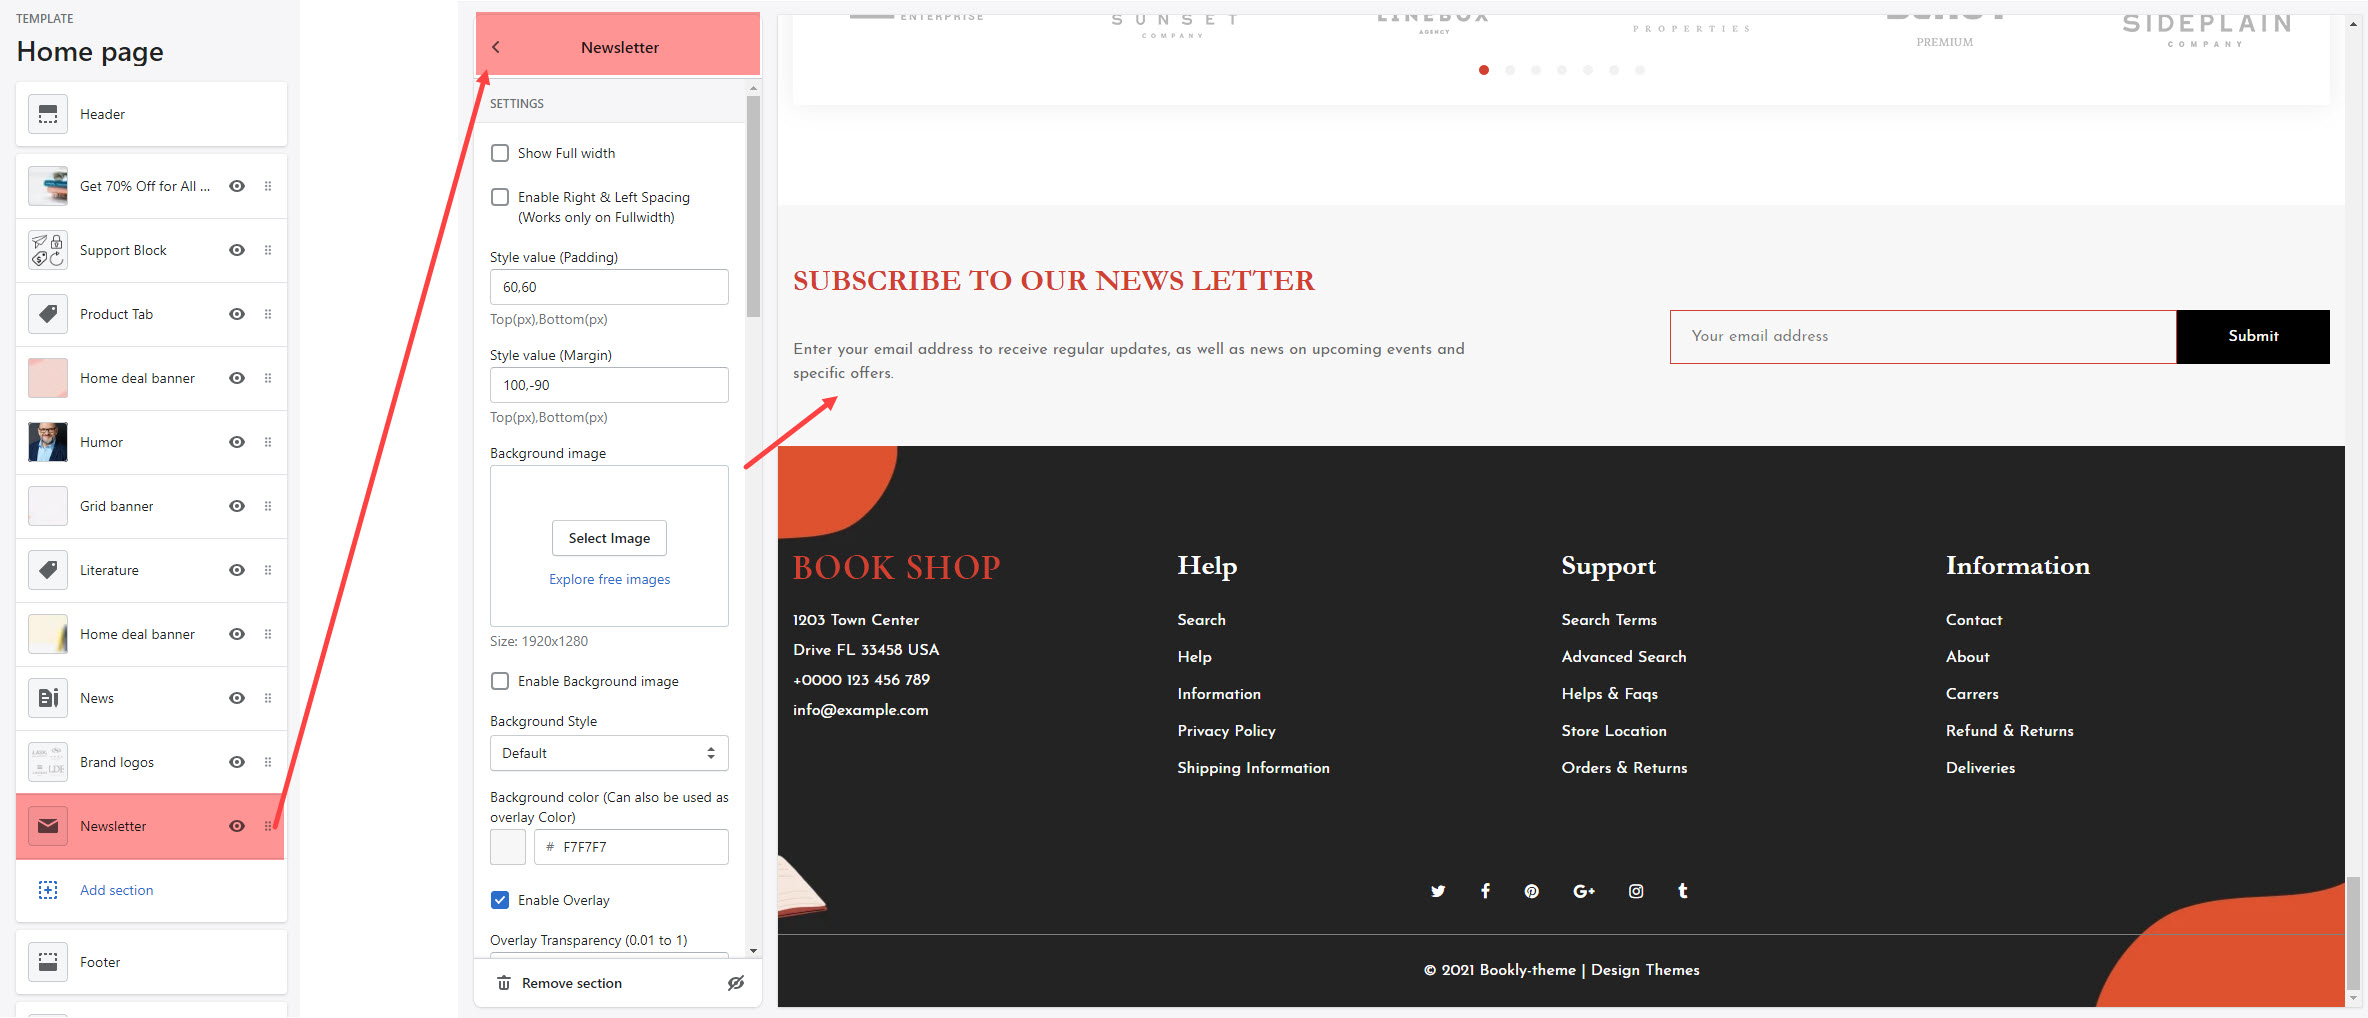 TEMPLATE
Home page
Header
Get 70% Off for All ...
Support Block
Product Tab
Home deal banner
Humor
Grid banner
Literature
Home deal banner
News
Brand logos
Newsletter
Add section
Footer
Newsletter
SETTINGS
Show Full width
Enable Right & Left Spacing
(Works only on Fullwidth)
Style value (Padding)
60,60
Top(px),Bottom(px)
Style value (Margin)
100,-90
Top(px),Bottom(px)
Background image
Select Image
Explore free images
Size: 1920x1280
Enable Background image
Background Style
Default
Background color (Can also be used as
overlay Color)
# F7F7F7
Enable Overlay
Overlay Transparency (0.01 to 1)
Remove section
ENTERPRISE
SUNSET
COMPANY
LINEBOX
AGENCY
PROPERTIES
PREMIUM
SIDEPLAIN
COMPANY
SUBSCRIBE TO OUR NEWS LETTER
Enter your email address to receive regular updates, as well as news on upcoming events and
specific offers.
Your email address
Submit
BOOK SHOP
1203 Town Center
Drive FL 33458 USA
+0000 123 456 789
info@example.com
Help
Search
Help
Information
Privacy Policy
Shipping Information
Support
Search Terms
Advanced Search
Helps & Faqs
Store Location
Orders & Returns
Information
Contact
About
Carrers
Refund & Returns
Deliveries
© 2021 Bookly-theme | Design Themes